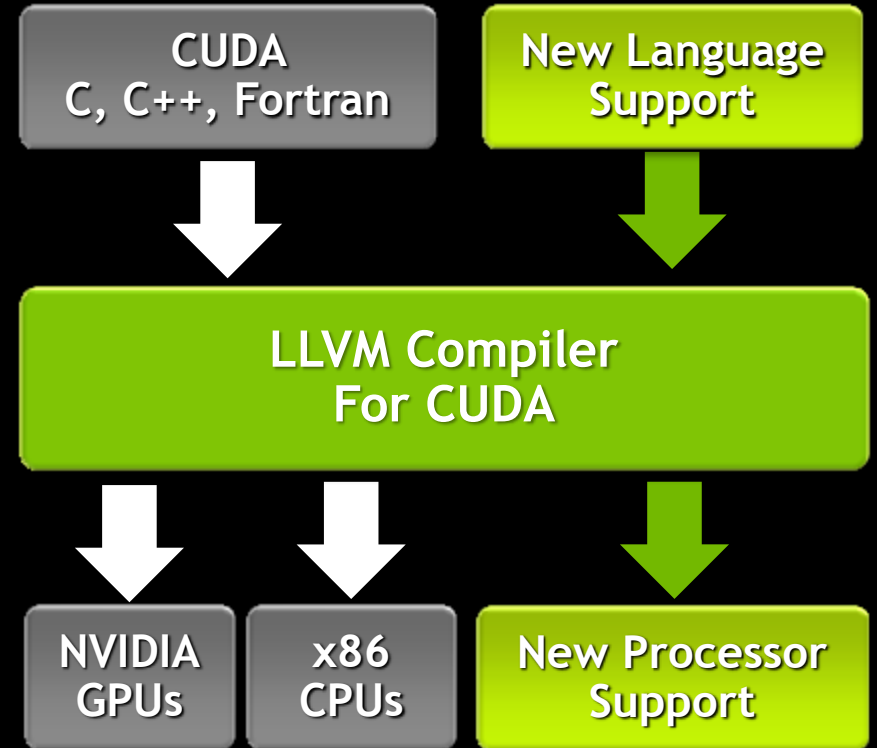 CUDA
C, C++, Fortran
New Language
Support
LLVM Compiler
For CUDA
NVIDIA
GPUs
x86
CPUs
New Processor
Support